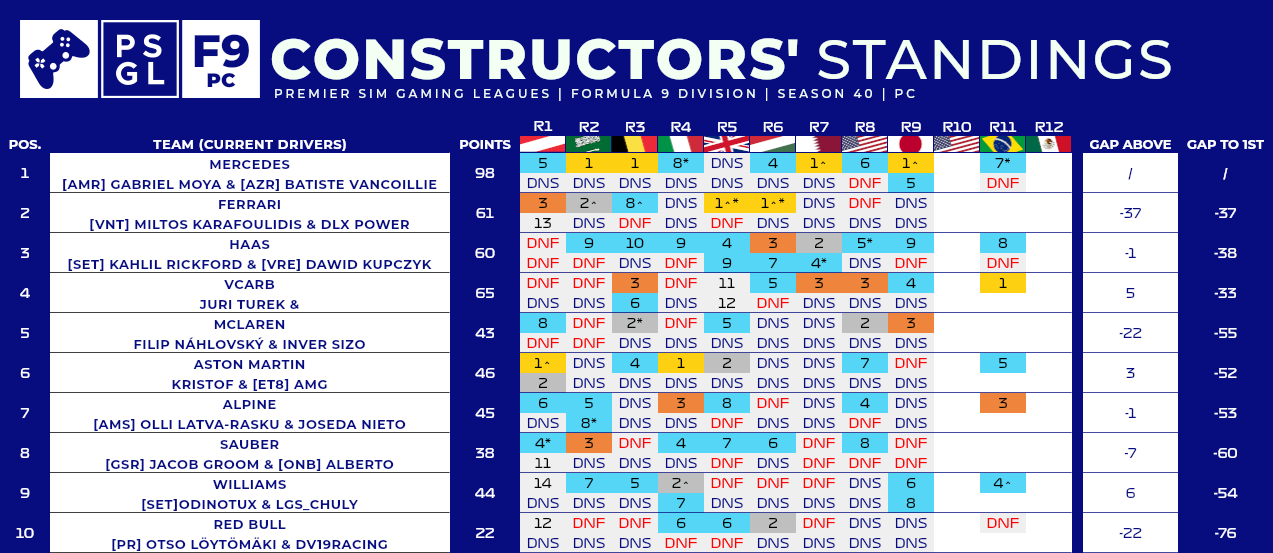 PS
GL
F9
PC
CONSTRUCTORS' STANDINGS
PREMIER SIM GAMING LEAGUES | FORMULA 9 DIVISION | SEASON 40 | PC
R1 R2 R3 R4 R5 R6 R7 R8 R9 R10 R11 R12
POS. TEAM (CURRENT DRIVERS) POINTS GAP ABOVE GAP TO 1ST
MERCEDES 5 1 1 8* DNS 4 1^ 6 1^ 7*
1 98 / /
[AMR] GABRIEL MOYA & [AZR] BATISTE VANCOILLIE DNS DNS DNS DNS DNS DNS DNS DNF 5 DNF
FERRARI 3 2^ 8^ DNS 1^* 1^* DNS DNF DNS
2 61 -37 -37
[VNT] MILTOS KARAFOULIDIS & DLX POWER 13 DNS DNF DNS DNF DNS DNS DNS DNS
HAAS DNF 9 10 9 4 3 2 5* 9 8
3 60 -1 -38
[SET] KAHLIL RICKFORD & [VRE] DAWID KUPCZYK DNF DNF DNS DNF 9 7 4* DNS DNF DNF
VCARB DNF DNF 3 DNF 11 5 3 3 4 1
4 65 5 -33
JURI TUREK & DNS DNS 6 DNS 12 DNF DNS DNS DNS
MCLAREN 8 DNF 2* DNF 5 DNS DNS 2 3
5 43 -22 -55
FILIP NÁHLOVSKÝ & INVER SIZO DNF DNF DNS DNS DNS DNS DNS DNS DNS
ASTON MARTIN 1^ DNS 4 1 2 DNS DNS 7 DNF 5
6 46 3 -52
KRISTOF & [ET8] AMG 2 DNS DNS DNS DNS DNS DNS DNS DNS
ALPINE 6 5 DNS 3 8 DNF DNS 4 DNS 3
7 45 -1 -53
[AMS] OLLI LATVA-RASKU & JOSEDA NIETO DNS 8* DNS DNS DNF DNS DNS DNF DNS
SAUBER 4* 3 DNF 4 7 6 DNF 8 DNF
8 38 -7 -60
[GSR] JACOB GROOM & [ONB] ALBERTO 11 DNS DNS DNS DNF DNS DNF DNF DNF
WILLIAMS 14 7 5 2^ DNF DNF DNF DNS 6 4^
9 44 6 -54
[SET]ODINOTUX & LGS_CHULY DNS DNS DNS 7 DNS DNS DNS DNS 8
RED BULL 12 DNF DNF 6 6 2 DNF DNS DNS DNF
10 22 -22 -76
[PR] OTSO LÖYTÖMÄKI & DV19RACING DNS DNS DNS DNF DNF DNS DNS DNS DNS